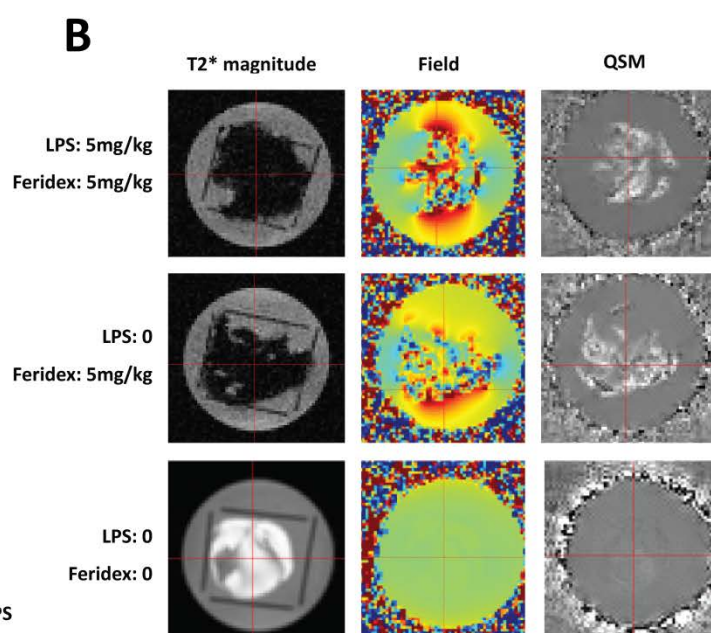 B
T2* magnitude
Field
QSM
LPS: 5mg/kg
Feridex: 5mg/kg
LPS: 0
Feridex: 5mg/kg
LPS: 0
Feridex: 0
PS